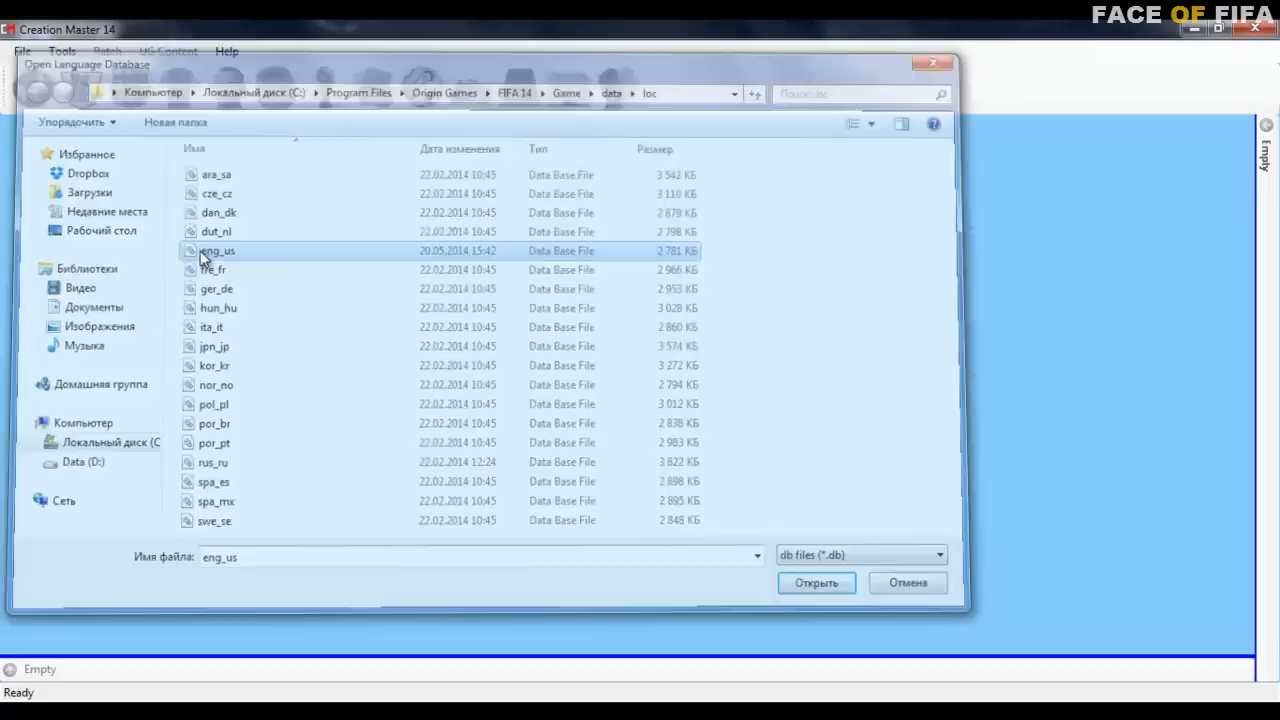 FACE OF FIFA
Creation Master 14
File Tools Patch UG Content Help
Open Language Database
Компьютер Локальный диск (C:) Program Files Origin Games FIFA 14 Game data loc
Поиск: loc
Упорядочить Новая папка
Имя Дата изменения Тип Размер
Избранное
Dropbox
Загрузки
Недавние места
Рабочий стол
Библиотеки
Видео
Документы
Изображения
Музыка
Домашняя группа
Компьютер
Локальный диск (C
Data (D:)
Сеть
ara_sa 22.02.2014 10:45 Data Base File 3 542 КБ
cze_cz 22.02.2014 10:45 Data Base File 3 110 КБ
dan_dk 22.02.2014 10:45 Data Base File 2 879 КБ
dut_nl 22.02.2014 10:45 Data Base File 2 798 КБ
eng_us 20.05.2014 15:42 Data Base File 2 781 КБ
fre_fr 22.02.2014 10:45 Data Base File 2 966 КБ
ger_de 22.02.2014 10:45 Data Base File 2 953 КБ
hun_hu 22.02.2014 10:45 Data Base File 3 028 КБ
ita_it 22.02.2014 10:45 Data Base File 2 860 КБ
jpn_jp 22.02.2014 10:45 Data Base File 3 574 КБ
kor_kr 22.02.2014 10:45 Data Base File 3 272 КБ
nor_no 22.02.2014 10:45 Data Base File 2 794 КБ
pol_pl 22.02.2014 10:45 Data Base File 3 012 КБ
por_br 22.02.2014 10:45 Data Base File 2 838 КБ
por_pt 22.02.2014 10:45 Data Base File 2 983 КБ
rus_ru 22.02.2014 12:24 Data Base File 3 822 КБ
spa_es 22.02.2014 10:45 Data Base File 2 898 КБ
spa_mx 22.02.2014 10:45 Data Base File 2 895 КБ
swe_se 22.02.2014 10:45 Data Base File 2 848 КБ
Имя файла: eng_us db files (*.db)
Открыть Отмена
Empty
Empty
Ready